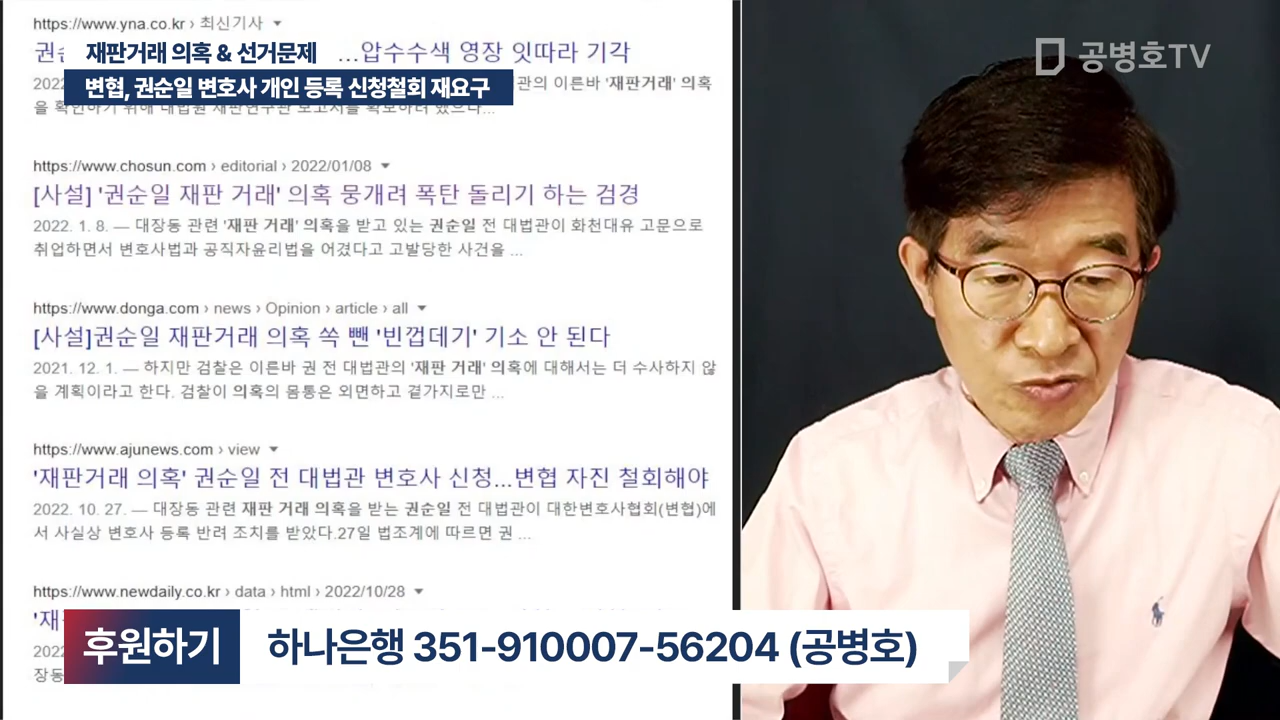 https://www.yna.co.kr › 최신기사
재판거래 의혹 & 선거문제
…압수수색 영장 잇따라 기각
변협, 권순일 변호사 개인 등록 신청철회 재요구
'재판거래' 의혹
https://www.chosun.com › editorial › 2022/01/08
[사설] '권순일 재판 거래' 의혹 뭉개려 폭탄 돌리기 하는 검경
2022. 1. 8. — 대장동 관련 '재판 거래' 의혹을 받고 있는 권순일 전 대법관이 화천대유 고문으로
취업하면서 변호사법과 공직자윤리법을 어겼다고 고발당한 사건을 ...
https://www.donga.com › news › Opinion › article › all
[사설]권순일 재판거래 의혹 쏙 뺀 '빈껍데기' 기소 안 된다
2021. 12. 1. — 하지만 검찰은 이른바 권 전 대법관의 '재판 거래' 의혹에 대해서는 더 수사하지 않
을 계획이라고 한다. 검찰이 의혹의 몸통은 외면하고 곁가지로만 ...
https://www.ajunews.com › view
'재판거래 의혹' 권순일 전 대법관 변호사 신청...변협 자진 철회해야
2022. 10. 27. — 대장동 관련 재판 거래 의혹을 받는 권순일 전 대법관이 대한변호사협회(변협)에
서 사실상 변호사 등록 반려 조치를 받았다.27일 법조계에 따르면 권 ...
https://www.newdaily.co.kr › data › html › 2022/10/28
후원하기
하나은행 351-910007-56204 (공병호)
공병호TV